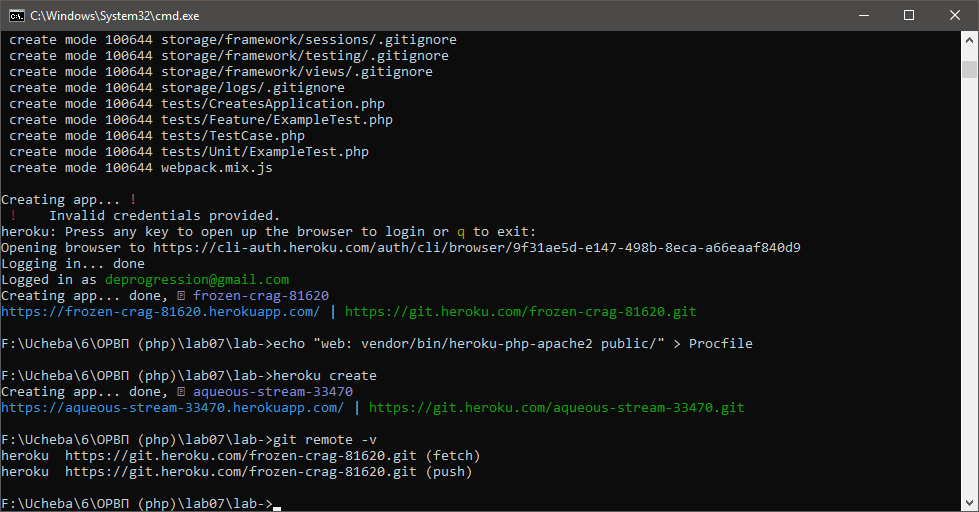 C:\Windows\System32\cmd.exe
create mode 100644 storage/framework/sessions/.gitignore
create mode 100644 storage/framework/testing/.gitignore
create mode 100644 storage/framework/views/.gitignore
create mode 100644 storage/logs/.gitignore
create mode 100644 tests/CreatesApplication.php
create mode 100644 tests/Feature/ExampleTest.php
create mode 100644 tests/TestCase.php
create mode 100644 tests/Unit/ExampleTest.php
create mode 100644 webpack.mix.js
Creating app... !
!    Invalid credentials provided.
heroku: Press any key to open up the browser to login or q to exit:
Opening browser to https://cli-auth.heroku.com/auth/cli/browser/9f31ae5d-e147-498b-8eca-a66eaaf840d9
Logging in... done
Logged in as deprogression@gmail.com
Creating app... done, ⍰ frozen-crag-81620
https://frozen-crag-81620.herokuapp.com/ | https://git.heroku.com/frozen-crag-81620.git
F:\Ucheba\6\ОРВП (php)\lab07\lab->echo "web: vendor/bin/heroku-php-apache2 public/" > Procfile
F:\Ucheba\6\ОРВП (php)\lab07\lab->heroku create
Creating app... done, ⍰ aqueous-stream-33470
https://aqueous-stream-33470.herokuapp.com/ | https://git.heroku.com/aqueous-stream-33470.git
F:\Ucheba\6\ОРВП (php)\lab07\lab->git remote -v
heroku  https://git.heroku.com/frozen-crag-81620.git (fetch)
heroku  https://git.heroku.com/frozen-crag-81620.git (push)
F:\Ucheba\6\ОРВП (php)\lab07\lab->